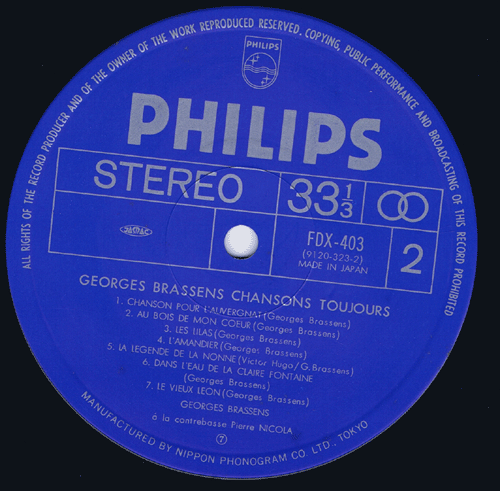 ALL RIGHTS OF THE RECORD PRODUCER AND OF THE OWNER OF THE WORK REPRODUCED RESERVED. COPYING, PUBLIC PERFORMANCE AND BROADCASTING OF THIS RECORD PROHIBITED
PHILIPS
PHILIPS
STEREO 33 1/3
JASRAC FDX-403 2
(9120-323-2)
MADE IN JAPAN
GEORGES BRASSENS CHANSONS TOUJOURS
1. CHANSON POUR L'AUVERGNAT(Georges Brassens)
2. AU BOIS DE MON COEUR(Georges Brassens)
3. LES LILAS(Georges Brassens)
4. L'AMANDIER(Georges Brassens)
5. LA LEGENDE DE LA NONNE(Victor Hugo/G.Brassens)
6. DANS L'EAU DE LA CLAIRE FONTAINE
(Georges Brassens)
7. LE VIEUX LEON(Georges Brassens)
GEORGES BRASSENS
à la contrebasse Pierre NICOLA
7
MANUFACTURED BY NIPPON PHONOGRAM CO. LTD., TOKYO